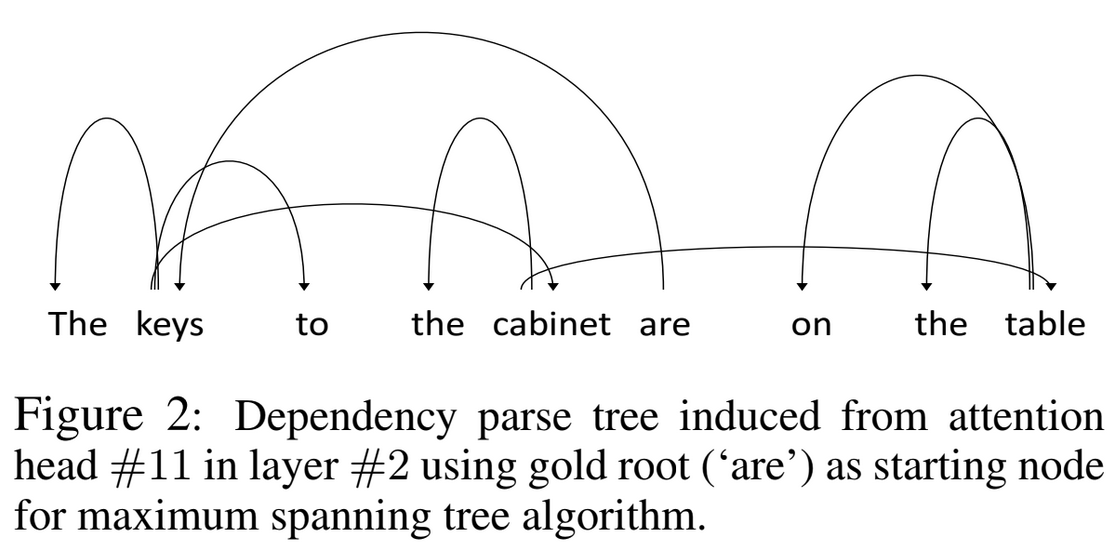 The keys to the cabinet are on the table
Figure 2: Dependency parse tree induced from attention
head #11 in layer #2 using gold root (‘are’) as starting node
for maximum spanning tree algorithm.